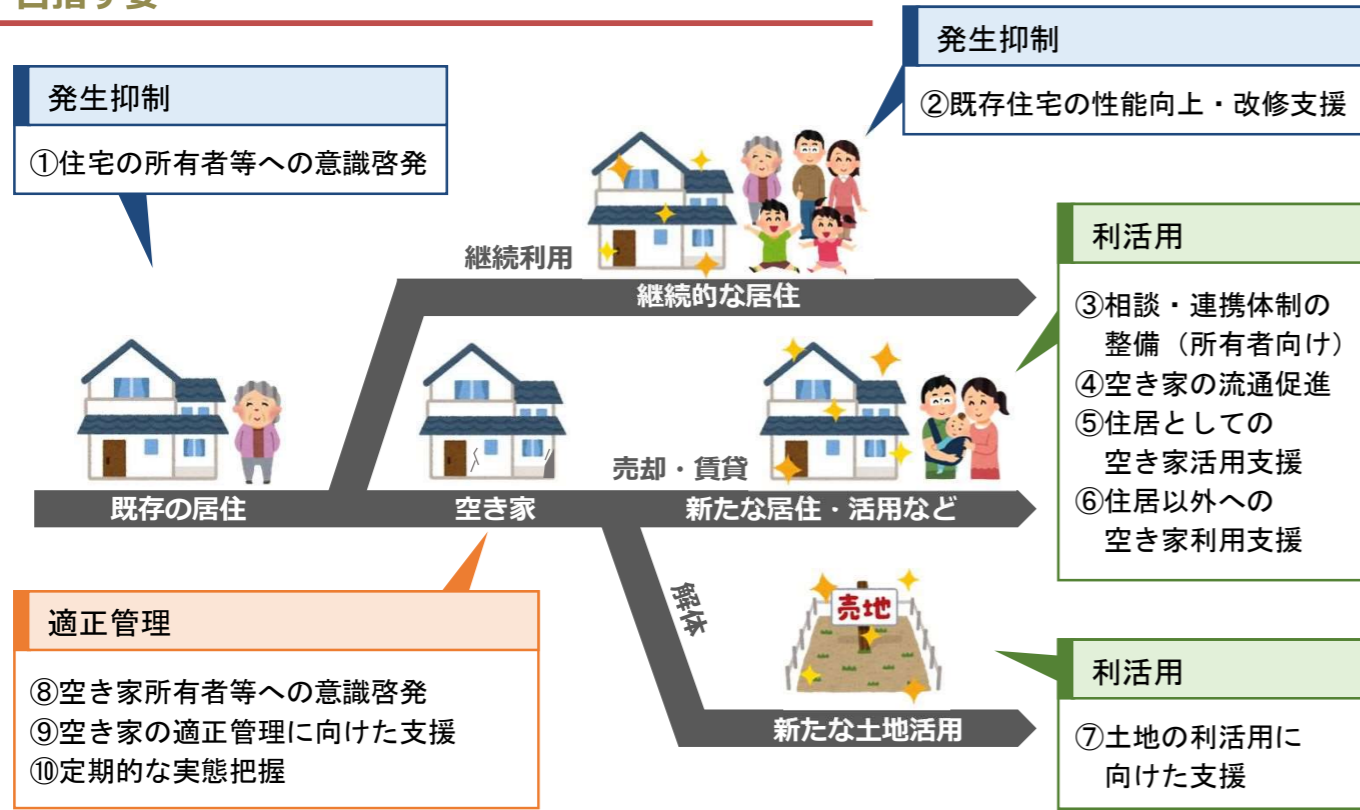 目指す姿
発生抑制
①住宅の所有者等への意識啓発
発生抑制
②既存住宅の性能向上・改修支援
継続利用
継続的な居住
利活用
③相談・連携体制の
整備（所有者向け）
④空き家の流通促進
⑤住居としての
空き家活用支援
⑥住居以外への
空き家利用支援
既存の居住
空き家
売却・賃貸
新たな居住・活用など
解体
売地
新たな土地活用
適正管理
⑧空き家所有者等への意識啓発
⑨空き家の適正管理に向けた支援
⑩定期的な実態把握
利活用
⑦土地の利活用に
向けた支援